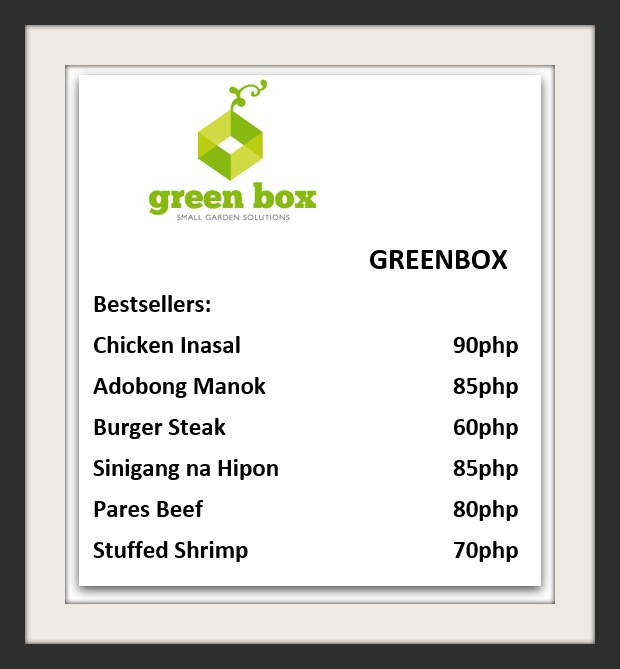 green box
SMALL GARDEN SOLUTIONS
GREENBOX
Bestsellers:
Chicken Inasal 90php
Adobong Manok 85php
Burger Steak 60php
Sinigang na Hipon 85php
Pares Beef 80php
Stuffed Shrimp 70php